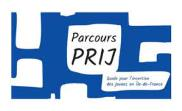 Parcours
PRIJ
Guide pour l'insertion
des jeunes en Île-de-France